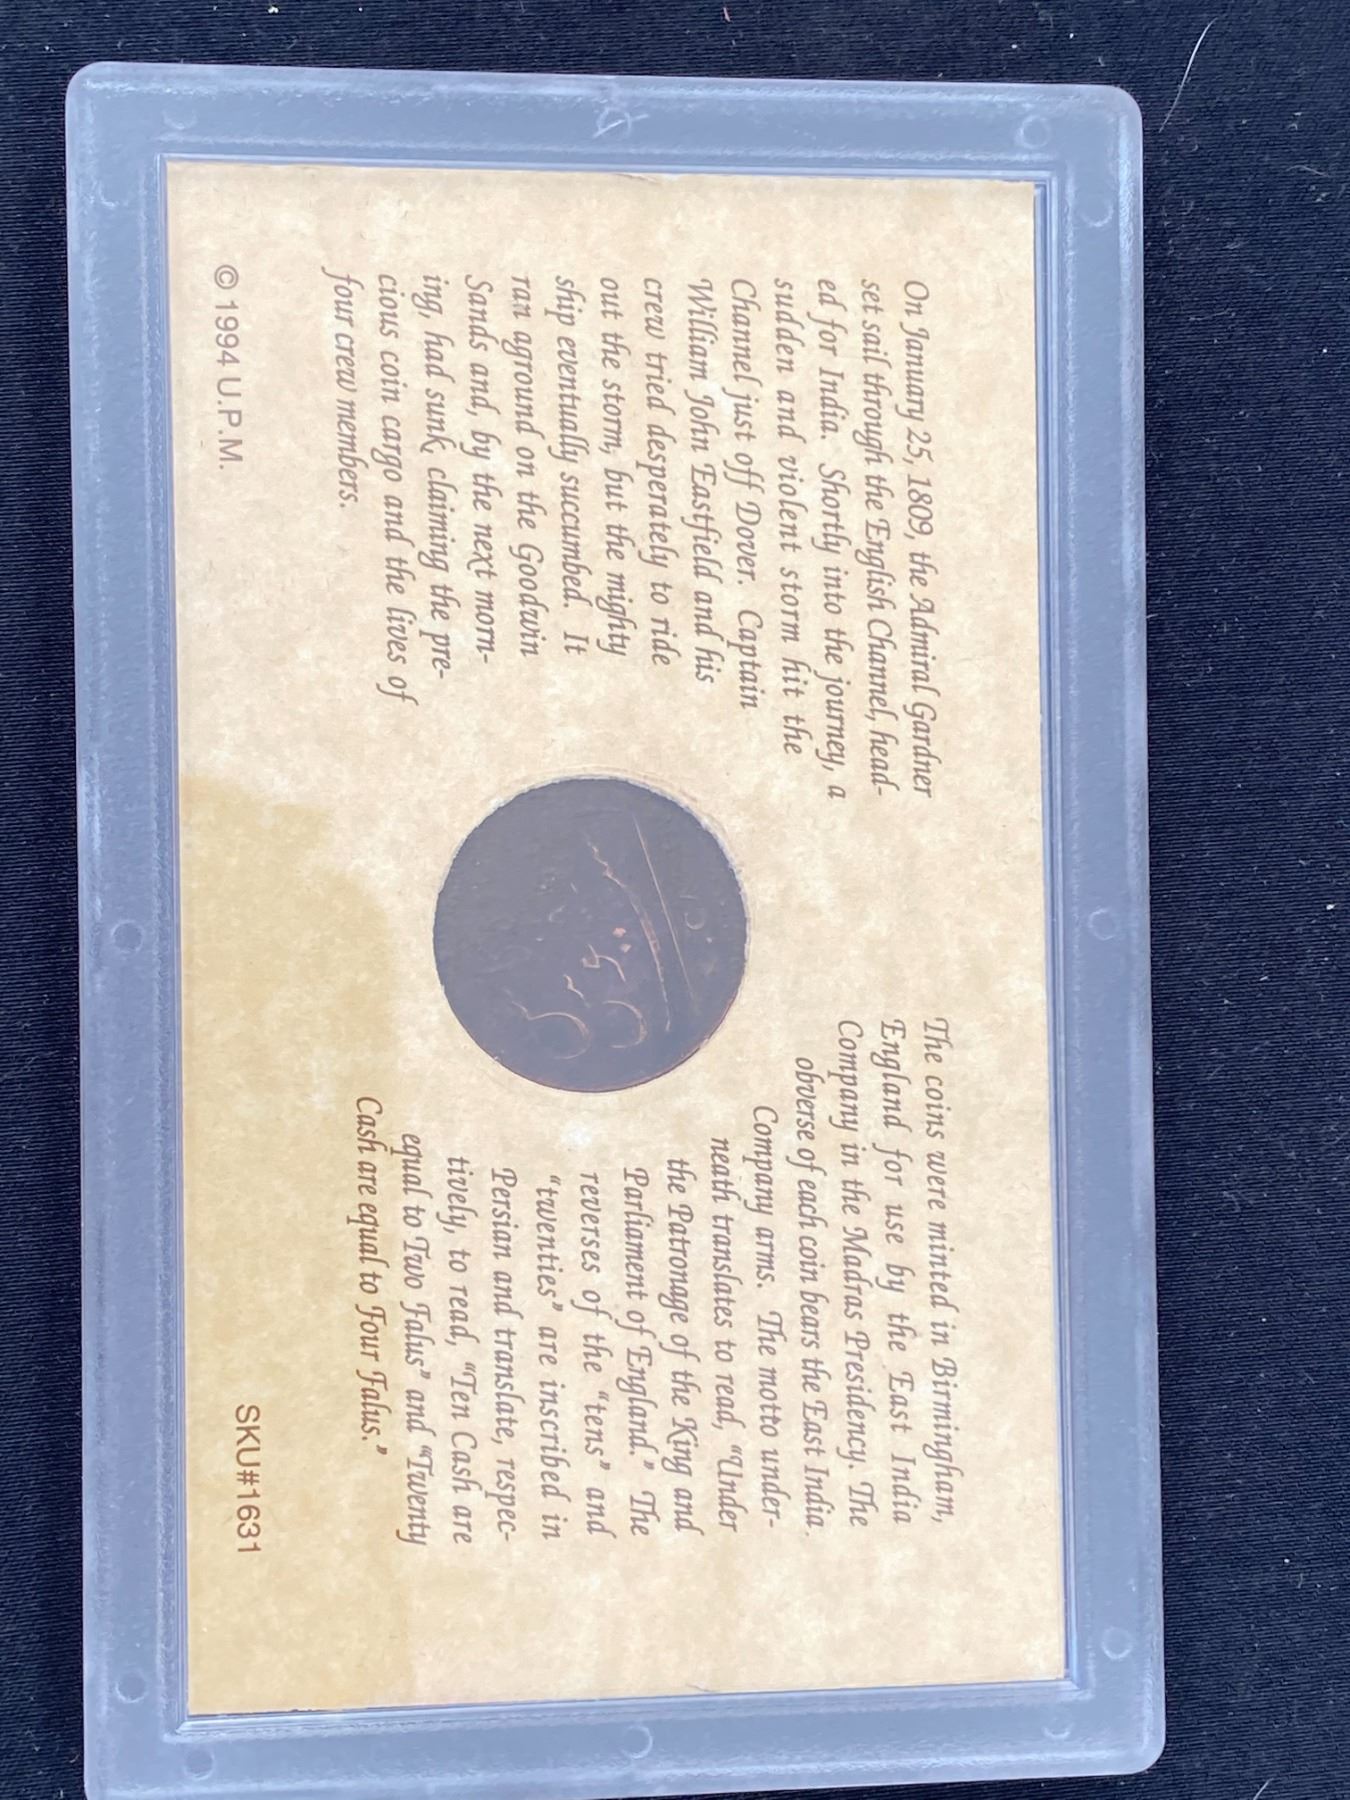 On January 25, 1809, the Admiral Gardner
set sail through the English Channel, head-
ed for India. Shortly into the journey, a
sudden and violent storm hit the
Channel just off Dover. Captain
William John Eastfield and his
crew tried desperately to ride
out the storm, but the mighty
ship eventually succumbed. It
ran aground on the Goodwin
Sands and, by the next morn-
ing, had sunk, claiming the pre-
cious coin cargo and the lives of
four crew members.
© 1994 U.P.M.
The coins were minted in Birmingham,
England for use by the East India
Company in the Madras Presidency. The
obverse of each coin bears the East India
Company arms. The motto under-
neath translates to read, “Under
the Patronage of the King and
Parliament of England.” The
reverses of the “tens” and
“twenties” are inscribed in
Persian and translate, respec-
tively, to read, “Ten Cash are
equal to Two Falus” and “Twenty
Cash are equal to Four Falus.”
SKU#1631